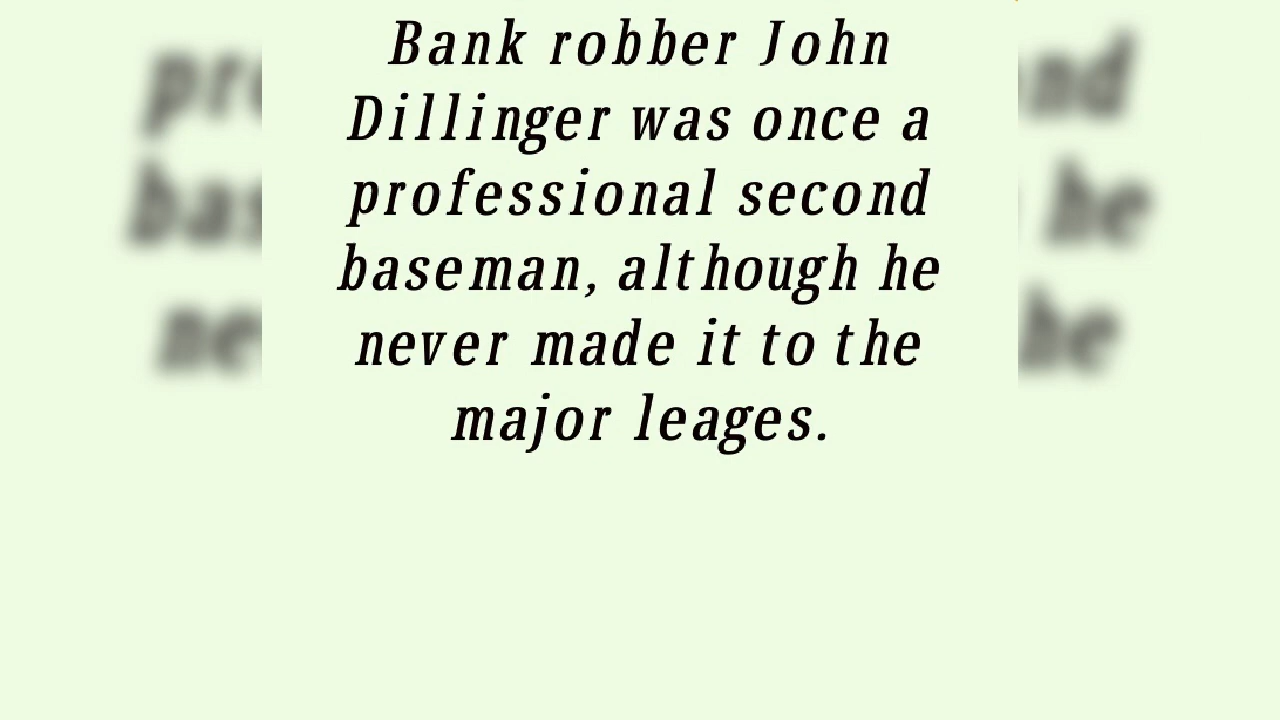 Bank robber John
Dillinger was once a
professional second
baseman, although he
never made it to the
major leages.